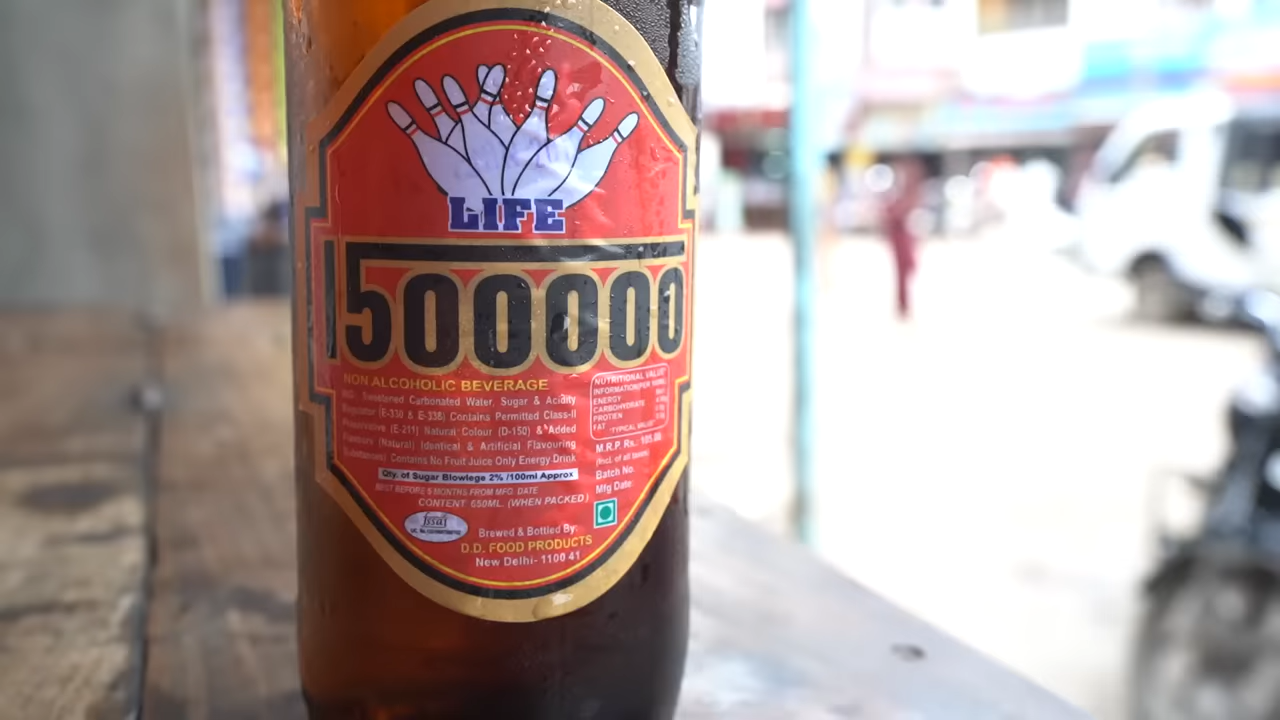 LIFE
500000
NON ALCOHOLIC BEVERAGE
Sweetened Carbonated Water, Sugar & Acidity
Regulator (E-330 & E-338) Contains Permitted Class-II
Preservative (E-211) Natural Colour (D-150) & Added
Flavours (Natural) Identical & Artificial Flavouring
Substances) Contains No Fruit Juice Only Energy Drink
Qty. of Sugar Blowlege 2% /100ml Approx
BEST BEFORE 6 MONTHS FROM MFG. DATE
CONTENT 650ML. (WHEN PACKED)
NUTRITIONAL VALUE
INFORMATION(PER
ENERGY
CARBOHYDRATE
PROTIEN
FAT
"TYPICAL VALUE"
M.R.P. Rs.:
(Incl. of all taxes)
Batch No.
Mfg Date
fssai
Brewed & Bottled By:
D.D. FOOD PRODUCTS
New Delhi- 1100 41